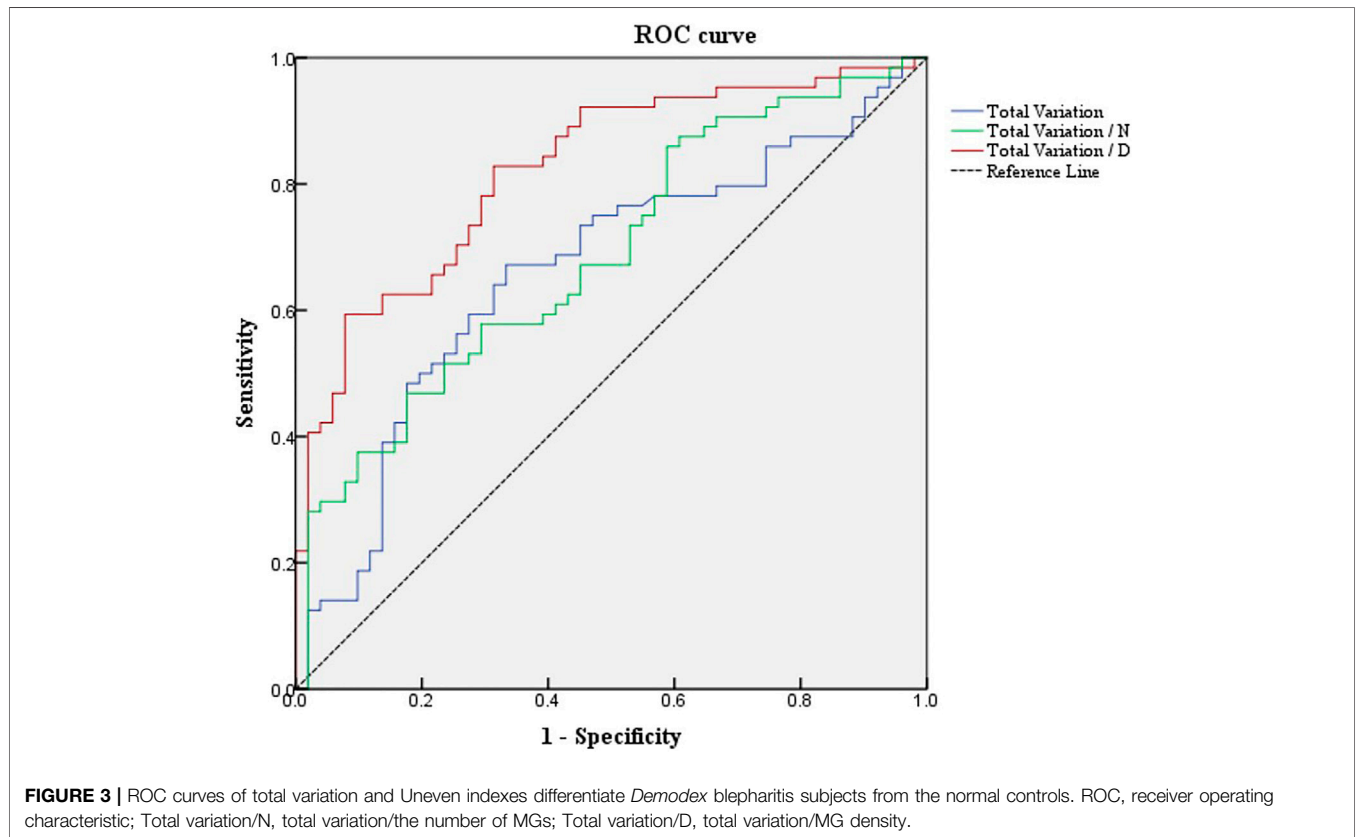 ROC curve
1.0
0.8
0.6
0.4
0.2
0.0
Sensitivity
0.0 0.2 0.4 0.6 0.8 1.0
1 - Specificity
Total Variation
Total Variation / N
Total Variation / D
Reference Line
FIGURE 3 | ROC curves of total variation and Uneven indexes differentiate Demodex blepharitis subjects from the normal controls. ROC, receiver operating
characteristic; Total variation/N, total variation/the number of MGs; Total variation/D, total variation/MG density.